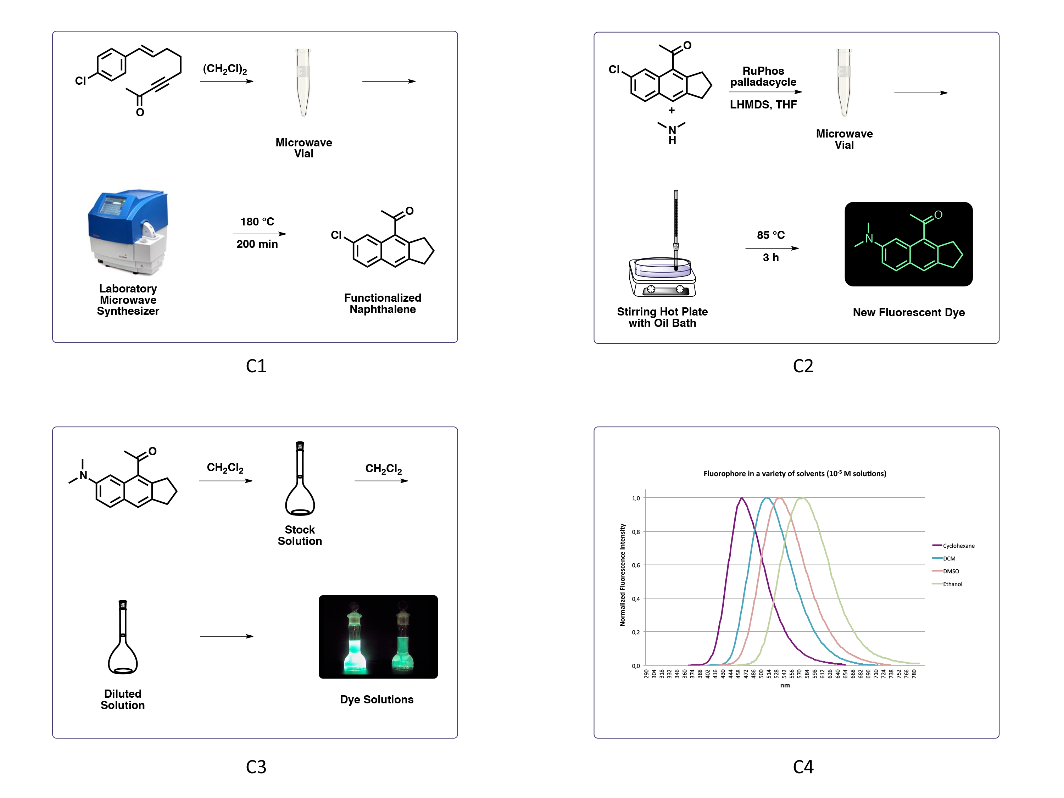 Cl
O
(CH2Cl)2
Microwave
Vial
Laboratory
Microwave
Synthesizer
180 °C
200 min
O
Cl
Functionalized
Naphthalene
C1
O
Cl
+
N
H
RuPhos
palladacycle
LHMDS, THF
Microwave
Vial
Stirring Hot Plate
with Oil Bath
85 °C
3 h
O
N
New Fluorescent Dye
C2
O
N
CH2Cl2
Stock
Solution
CH2Cl2
Diluted
Solution
Dye Solutions
C3
Fluorophore in a variety of solvents (10-5 M solutions)
Normalized Fluorescence Intensity
1,0
0,8
0,6
0,4
0,2
0,0
nm
Cyclohexane
DCM
DMSO
Ethanol
C4